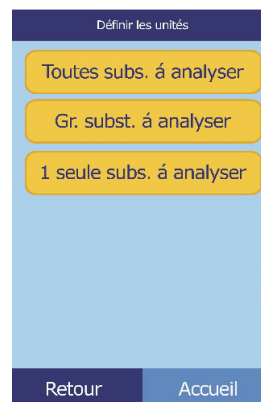 Définir les unités
Toutes subs. á analyser
Gr. subst. á analyser
1 seule subs. á analyser
Retour
Accueil